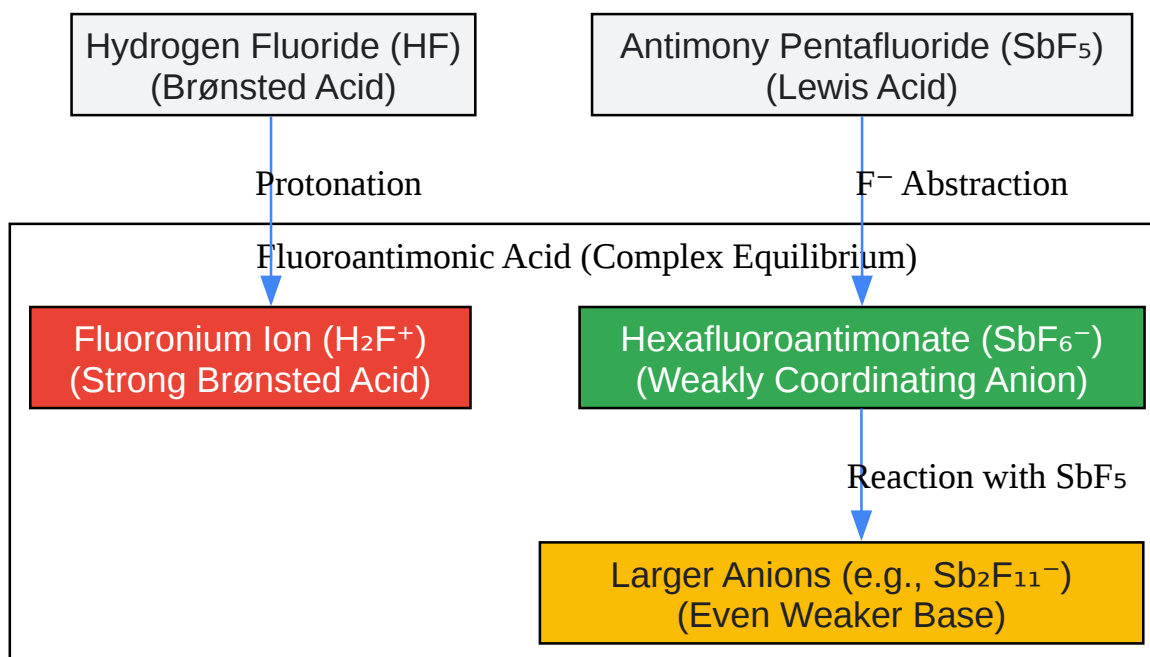 Hydrogen Fluoride (HF)
(Brønsted Acid)
Antimony Pentafluoride (SbF₅)
(Lewis Acid)
Protonation
F⁻ Abstraction
Fluoroantimonic Acid (Complex Equilibrium)
Fluoronium Ion (H₂F⁺)
(Strong Brønsted Acid)
Hexafluoroantimonate (SbF₆⁻)
(Weakly Coordinating Anion)
Reaction with SbF₅
Larger Anions (e.g., Sb₂F₁₁⁻)
(Even Weaker Base)